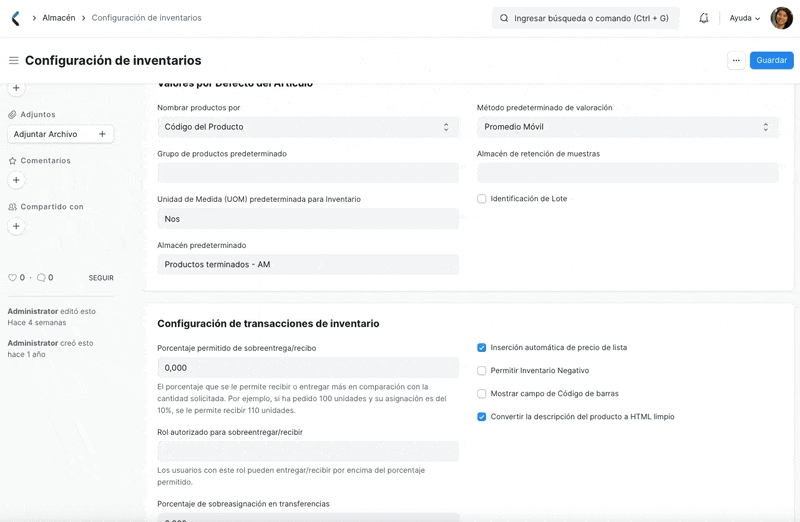 Almacén
Configuración de inventarios
Ingresar búsqueda o comando (Ctrl + G)
Ayuda
Configuración de inventarios
Guardar
Adjuntos
Adjuntar Archivo
Comentarios
Compartido con
0 · 0
SEGUIR
Administrator editó esto
Hace 4 semanas
Administrator creó esto
hace 1 año
Valores por Defecto del Artículo
Nombrar productos por
Código del Producto
Grupo de productos predeterminado
Unidad de Medida (UOM) predeterminada para Inventario
Nos
Almacén predeterminado
Productos terminados - AM
Método predeterminado de valoración
Promedio Móvil
Almacén de retención de muestras
Identificación de Lote
Configuración de transacciones de inventario
Porcentaje permitido de sobreentrega/recibo
0,000
El porcentaje que se le permite recibir o entregar más en comparación con la
cantidad solicitada. Por ejemplo, si ha pedido 100 unidades y su asignación es del
10%, se le permite recibir 110 unidades.
Rol autorizado para sobreentregar/recibir
Los usuarios con este rol pueden entregar/recibir por encima del porcentaje
permitido.
Porcentaje de sobreasignación en transferencias
0,000
Inserción automática de precio de lista
Permitir Inventario Negativo
Mostrar campo de Código de barras
Convertir la descripción del producto a HTML limpio